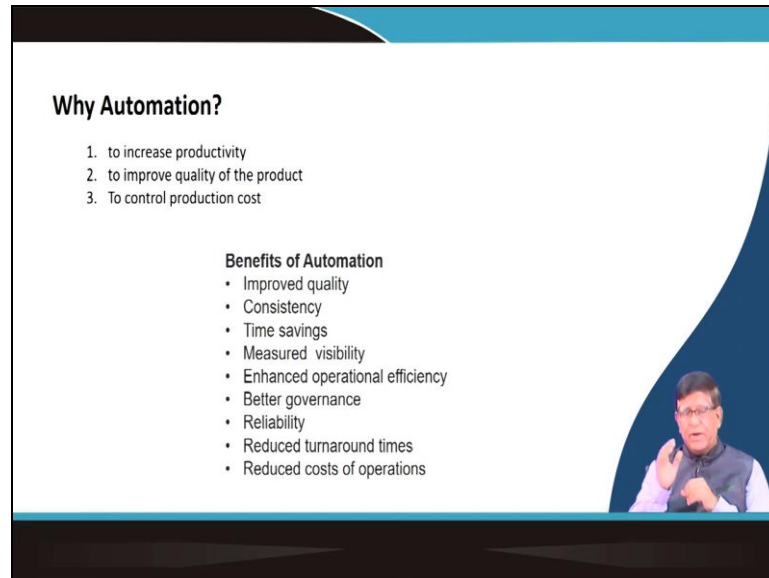 Why Automation?
1. to increase productivity
2. to improve quality of the product
3. To control production cost
Benefits of Automation
• Improved quality
• Consistency
• Time savings
• Measured visibility
• Enhanced operational efficiency
• Better governance
• Reliability
• Reduced turnaround times
• Reduced costs of operations